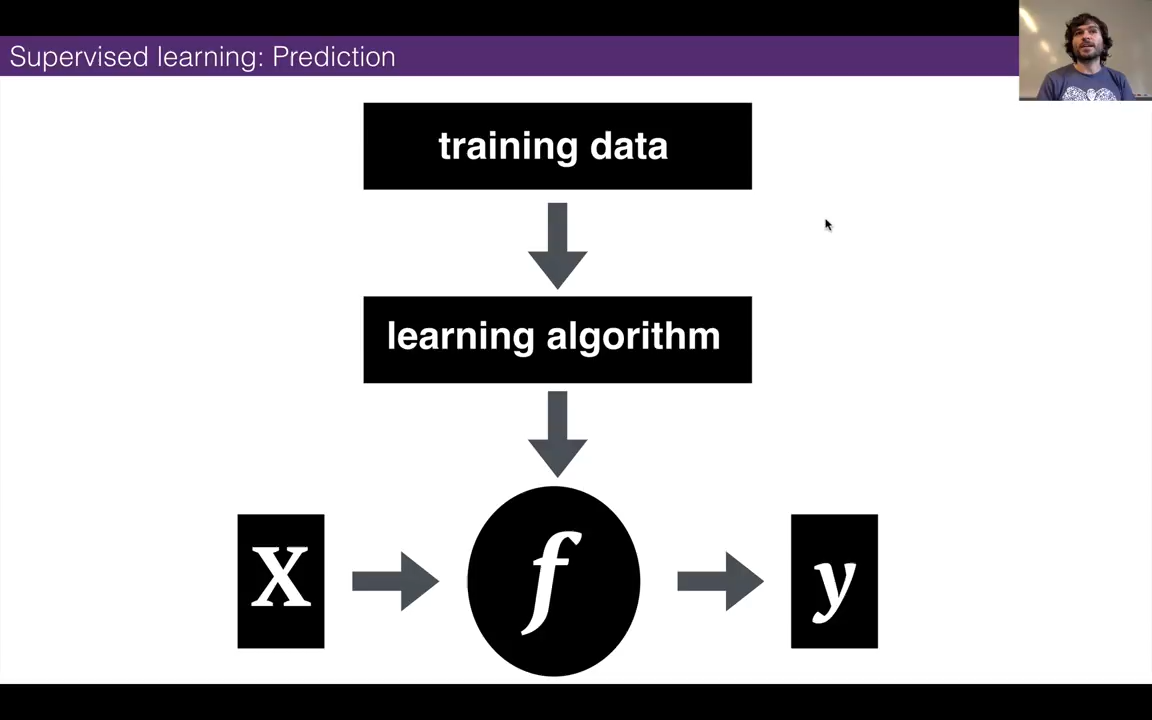 Supervised learning: Prediction
training data
learning algorithm
X
f
y